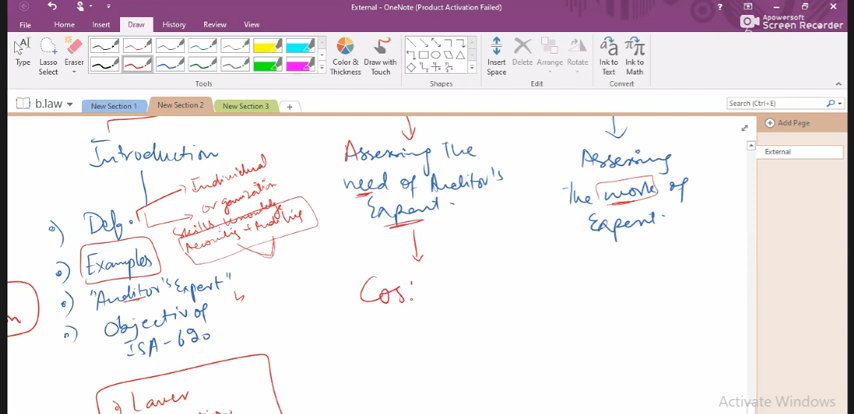 External - OneNote (Product Activation Failed)
Apowersoft
Screen Recorder
File Home Insert Draw History Review View
Type
Lasso
Select
Eraser
Color &
Thickness
Draw with
Touch
Insert
Space
Delete
Arrange
Rotate
Ink to
Text
Ink to
Math
Tools
Shapes
Edit
Convert
b.law
New Section 1
New Section 2
New Section 3
Search (Ctrl+E)
Add Page
External
Introduction
Defg.
Individual
or organization
skills
Accounting + Auditing
Examples
"Auditor's Expert"
Objective of
ISA-620
Assessing The
need of Auditor's
Expert.
Cos:
Assessing
The work of
Expert.
Activate Windows